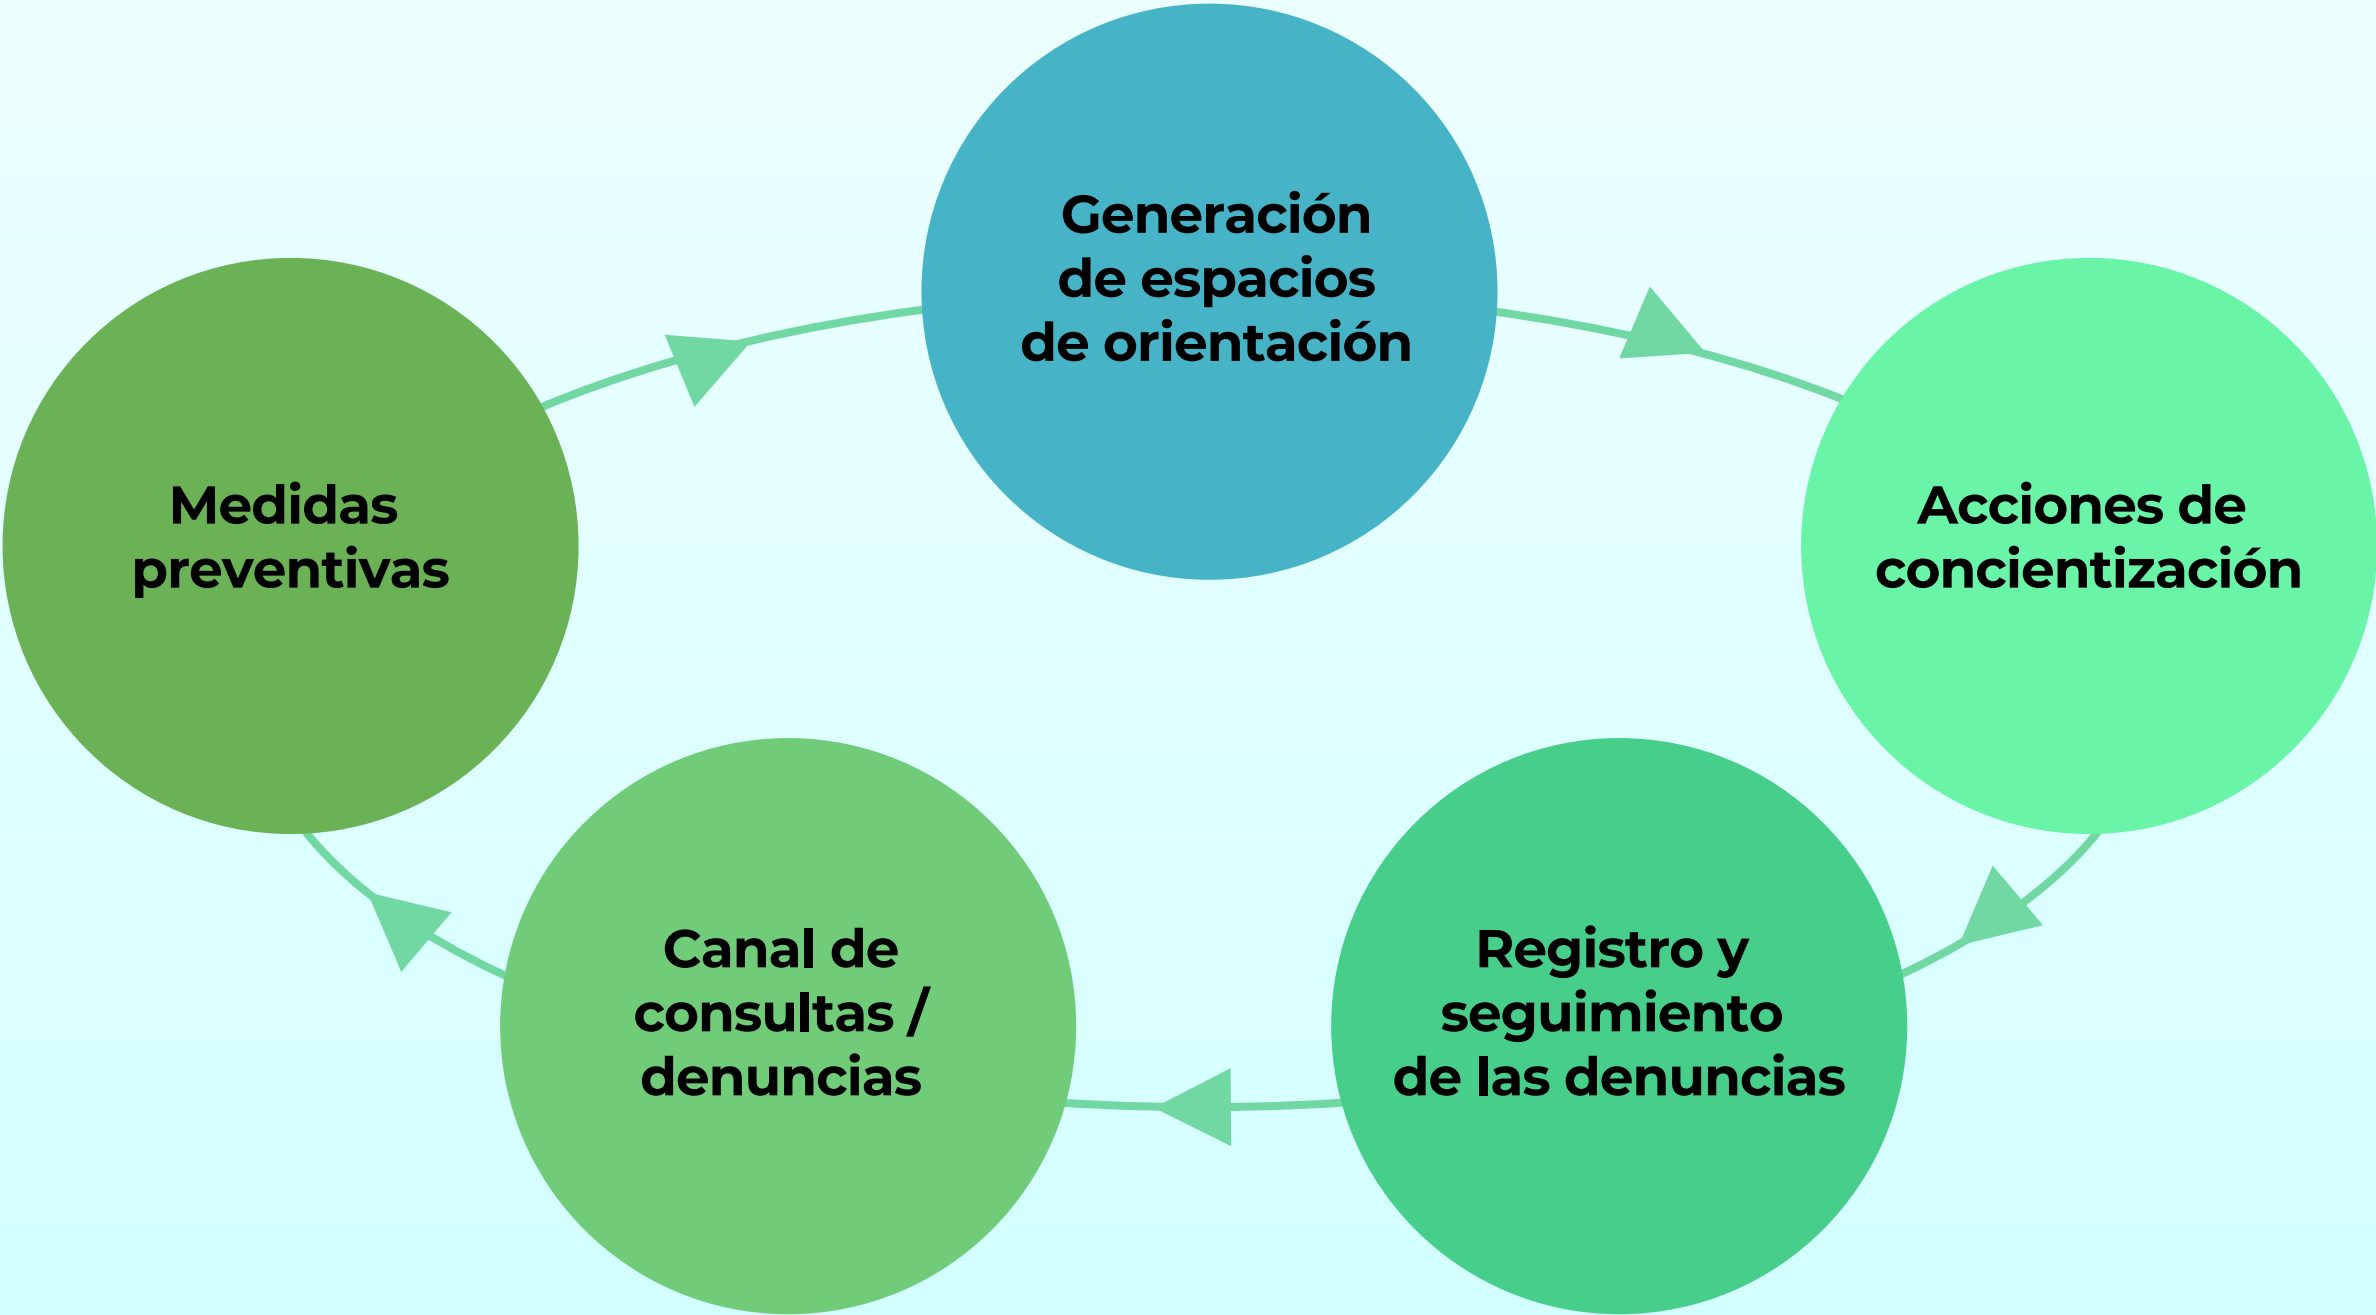 Generación
de espacios
de orientación
Medidas
preventivas
Acciones de
concientización
Canal de
consultas /
denuncias
Registro y
seguimiento
de las denuncias